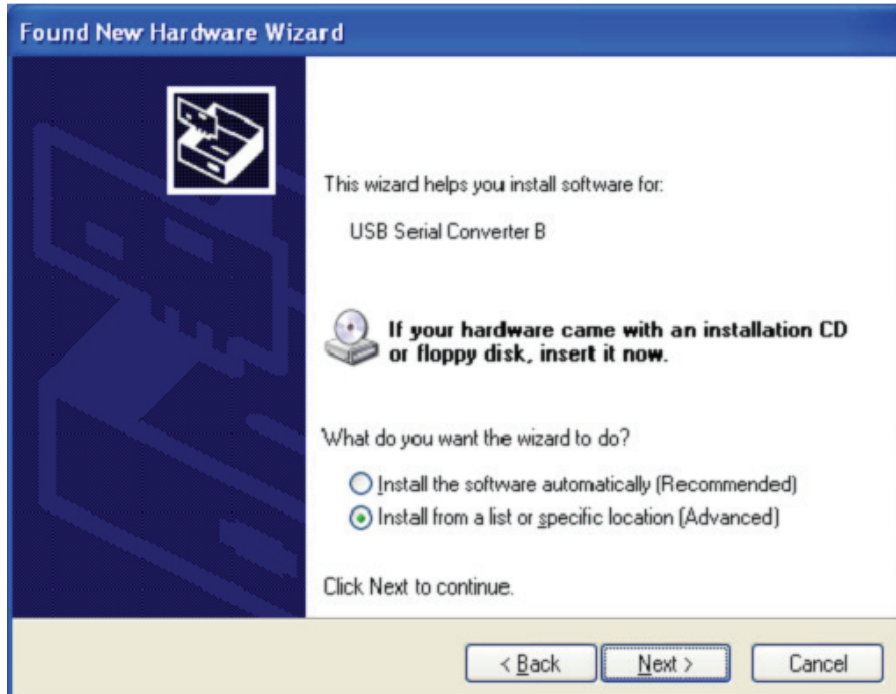 Found New Hardware Wizard
This wizard helps you install software for:
USB Serial Converter B
If your hardware came with an installation CD
or floppy disk, insert it now.
What do you want the wizard to do?
Install the software automatically (Recommended)
Install from a list or specific location (Advanced)
Click Next to continue.
< Back
Next >
Cancel